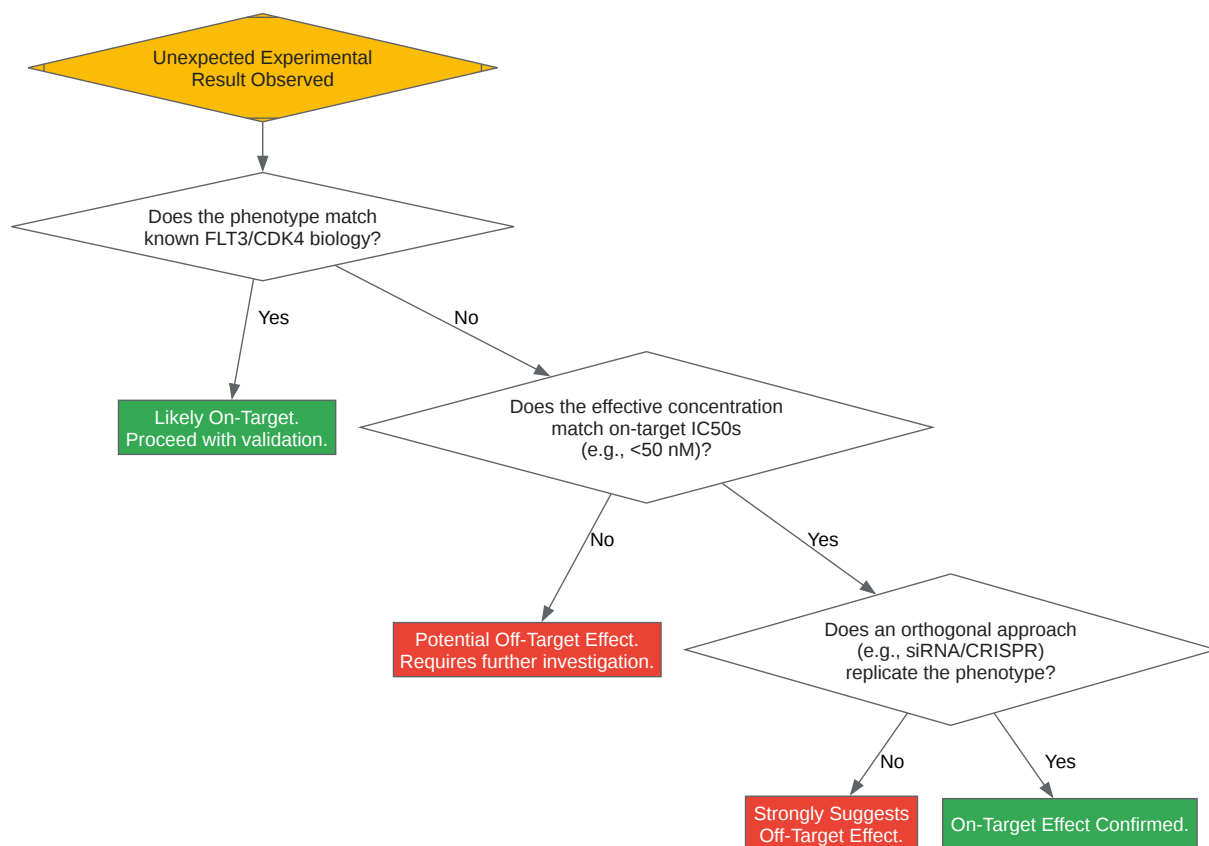 Unexpected Experimental
Result Observed
Does the phenotype match
known FLT3/CDK4 biology?
Yes
No
Likely On-Target.
Proceed with validation.
Does the effective concentration
match on-target IC50s
(e.g., <50 nM)?
No
Yes
Potential Off-Target Effect.
Requires further investigation.
Does an orthogonal approach
(e.g., siRNA/CRISPR)
replicate the phenotype?
No
Yes
Strongly Suggests
Off-Target Effect.
On-Target Effect Confirmed.